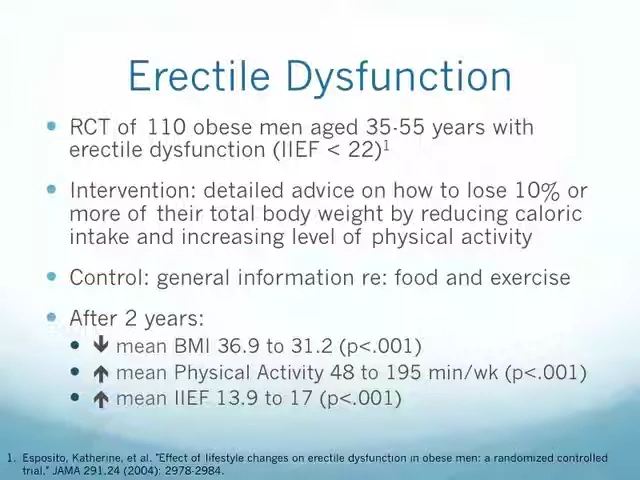 Erectile Dysfunction
• RCT of 110 obese men aged 35-55 years with
erectile dysfunction (IIEF < 22)¹
• Intervention: detailed advice on how to lose 10% or
more of their total body weight by reducing caloric
intake and increasing level of physical activity
• Control: general information re: food and exercise
• After 2 years:
• 🡇 mean BMI 36.9 to 31.2 (p<.001)
• 🡅 mean Physical Activity 48 to 195 min/wk (p<.001)
• 🡅 mean IIEF 13.9 to 17 (p<.001)
1. Esposito, Katherine, et al. "Effect of lifestyle changes on erectile dysfunction in obese men: a randomized controlled
trial." JAMA 291.24 (2004): 2978-2984.